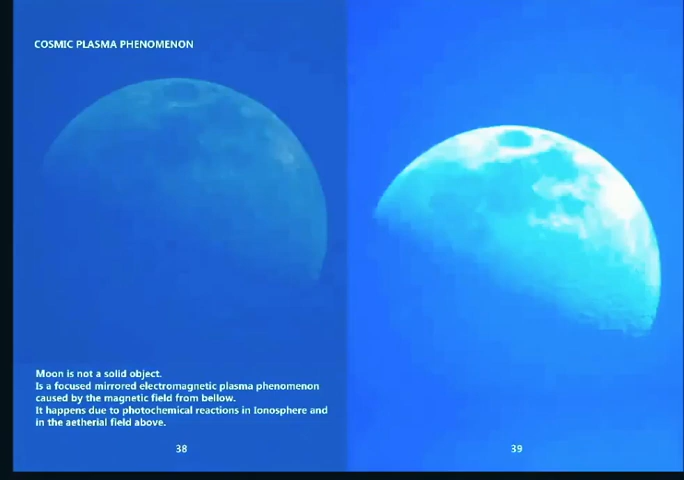 COSMIC PLASMA PHENOMENON
Moon is not a solid object.
Is a focused mirrored electromagnetic plasma phenomenon
caused by the magnetic field from bellow.
It happens due to photochemical reactions in Ionosphere and
in the aetherial field above.
38
39